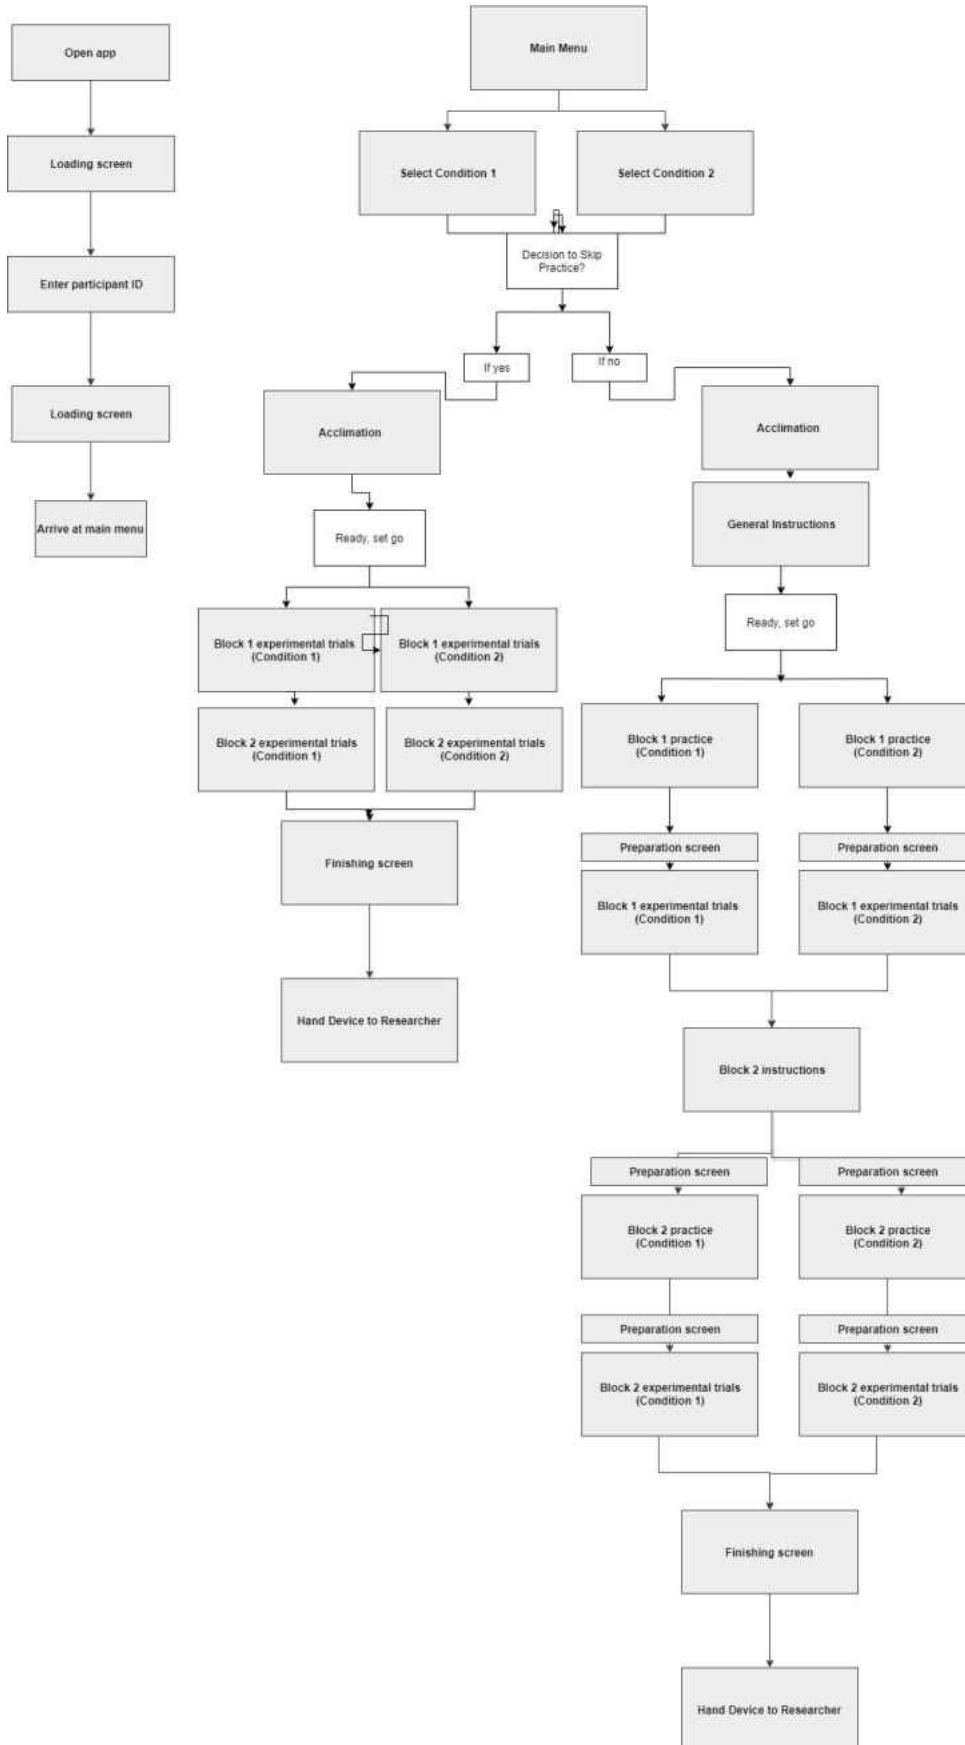 Open app
Loading screen
Enter participant ID
Loading screen
Arrive at main menu
Main Menu
Select Condition 1
Select Condition 2
Decision to Skip
Practice?
If yes
If no
Acclimation
Ready, set go
Block 1 experimental trials
(Condition 1)
Block 1 experimental trials
(Condition 2)
Block 2 experimental trials
(Condition 1)
Block 2 experimental trials
(Condition 2)
Finishing screen
Hand Device to Researcher
Acclimation
General Instructions
Ready, set go
Block 1 practice
(Condition 1)
Block 1 practice
(Condition 2)
Preparation screen
Preparation screen
Block 1 experimental trials
(Condition 1)
Block 1 experimental trials
(Condition 2)
Block 2 instructions
Preparation screen
Preparation screen
Block 2 practice
(Condition 1)
Block 2 practice
(Condition 2)
Preparation screen
Preparation screen
Block 2 experimental trials
(Condition 1)
Block 2 experimental trials
(Condition 2)
Finishing screen
Hand Device to Researcher